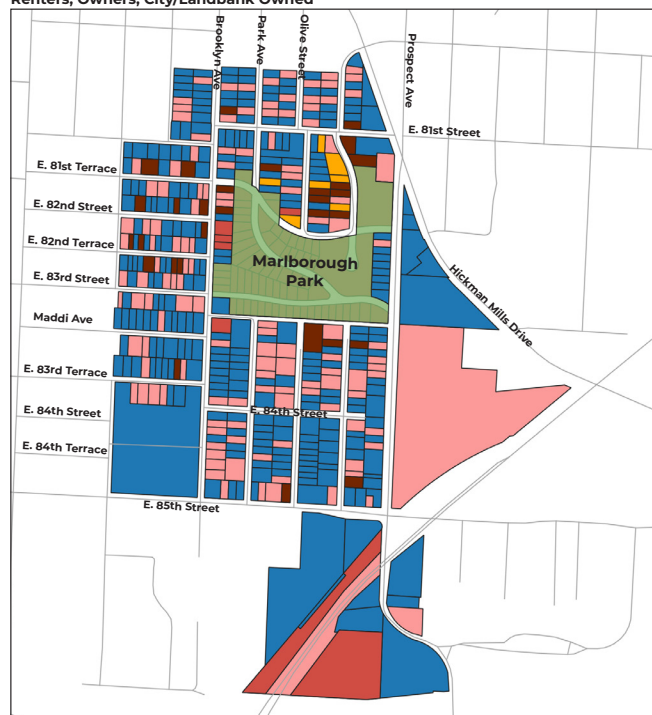 Renters, Owners, City/Landbank Owned
Brooklyn Ave
Park Ave
Olive Street
Prospect Ave
E. 81st Street
E. 81st Terrace
E. 82nd Street
E. 82nd Terrace
E. 83rd Street
Maddi Ave
E. 83rd Terrace
E. 84th Street
E. 84th Terrace
Marlborough
Park
Hickman Mills Drive
E. 84th Street
E. 85th Street